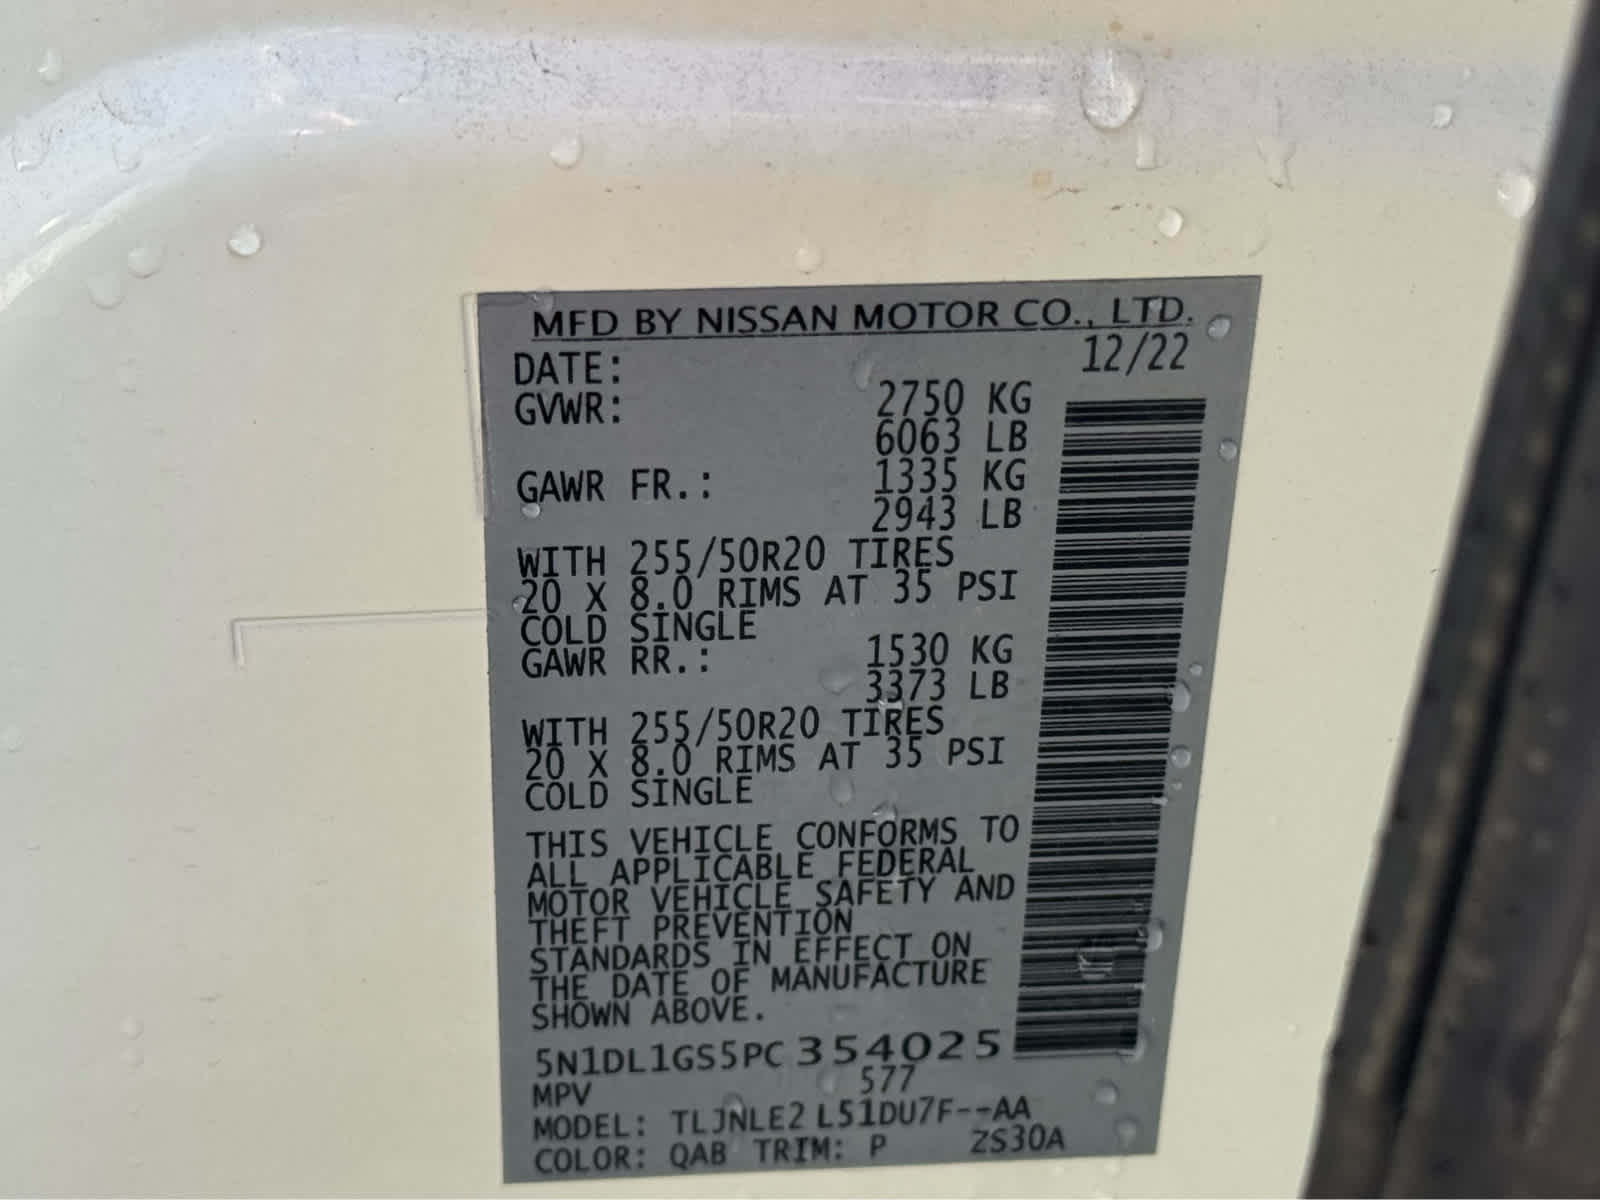 MFD BY NISSAN MOTOR CO., LTD.
DATE: 12/22
GVWR: 2750 KG
6063 LB
GAWR FR.: 1335 KG
2943 LB
WITH 255/50R20 TIRES
20 X 8.0 RIMS AT 35 PSI
COLD SINGLE
GAWR RR.: 1530 KG
3373 LB
WITH 255/50R20 TIRES
20 X 8.0 RIMS AT 35 PSI
COLD SINGLE
THIS VEHICLE CONFORMS TO
ALL APPLICABLE FEDERAL
MOTOR VEHICLE SAFETY AND
THEFT PREVENTION
STANDARDS IN EFFECT ON
THE DATE OF MANUFACTURE
SHOWN ABOVE.
5N1DL1GS5PC354025
MPV 577
MODEL: TLJNLE2 L51DU7F--AA
COLOR: QAB TRIM: P ZS30A